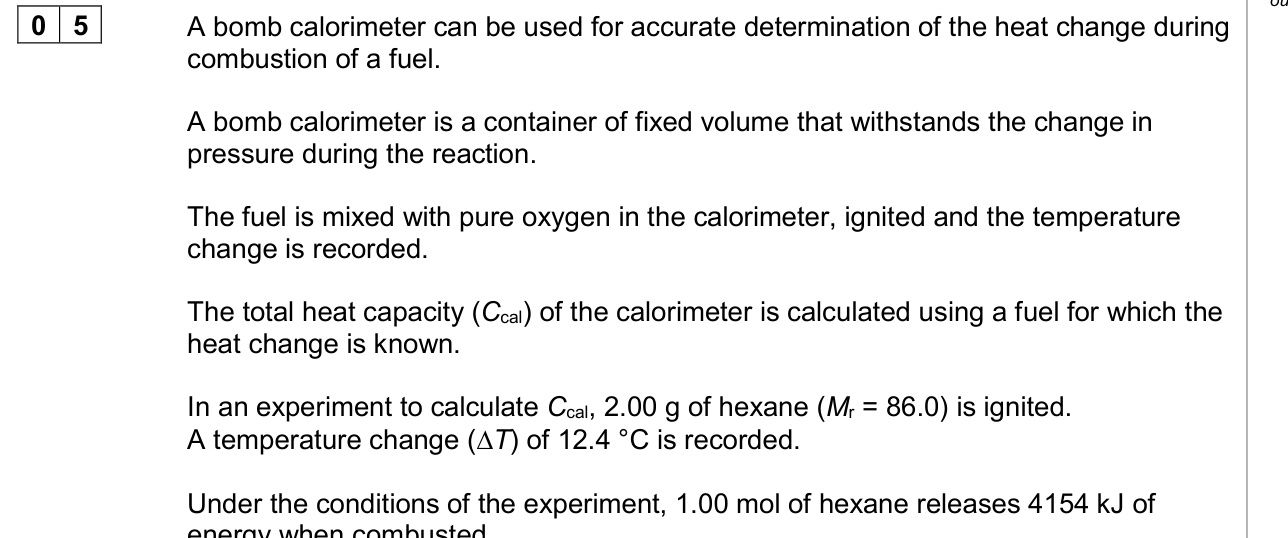 0 5
A bomb calorimeter can be used for accurate determination of the heat change during
combustion of a fuel.
A bomb calorimeter is a container of fixed volume that withstands the change in
pressure during the reaction.
The fuel is mixed with pure oxygen in the calorimeter, ignited and the temperature
change is recorded.
The total heat capacity (Ccal) of the calorimeter is calculated using a fuel for which the
heat change is known.
In an experiment to calculate Ccal, 2.00 g of hexane (Mr = 86.0) is ignited.
A temperature change (ΔT) of 12.4 °C is recorded.
Under the conditions of the experiment, 1.00 mol of hexane releases 4154 kJ of
energy when combusted